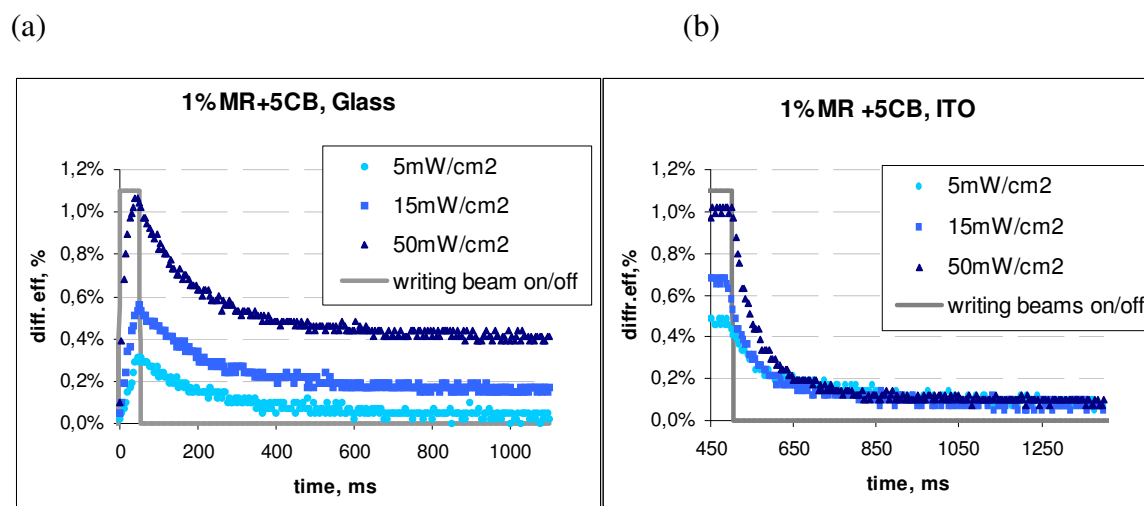 (a)
(b)
1%MR+5CB, Glass
1,2%
1,0%
0,8%
0,6%
0,4%
0,2%
0,0%
diff. eff, %
0
200
400
600
800
1000
time, ms
5mW/cm2
15mW/cm2
50mW/cm2
writing beam on/off
1%MR +5CB, ITO
1,2%
1,0%
0,8%
0,6%
0,4%
0,2%
0,0%
diffr.eff,%
450
650
850
1050
1250
time, ms
5mW/cm2
15mW/cm2
50mW/cm2
writing beams on/off